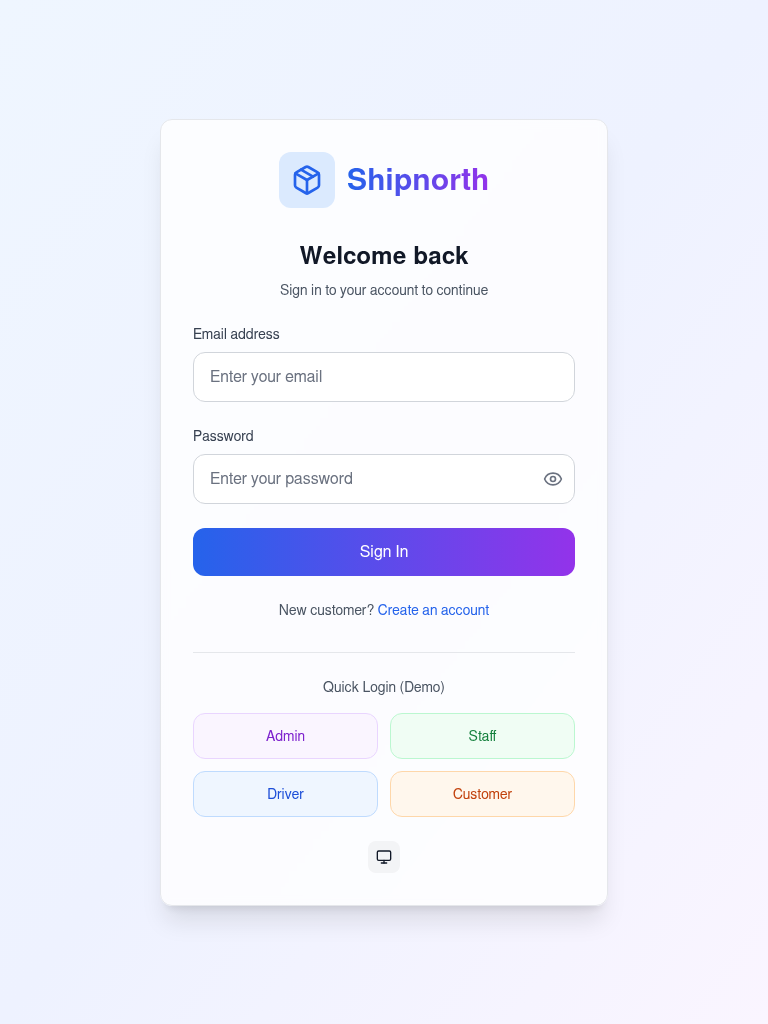 Shipnorth
Welcome back
Sign in to your account to continue
Email address
Enter your email
Password
Enter your password
Sign In
New customer? Create an account
Quick Login (Demo)
Admin
Staff
Driver
Customer